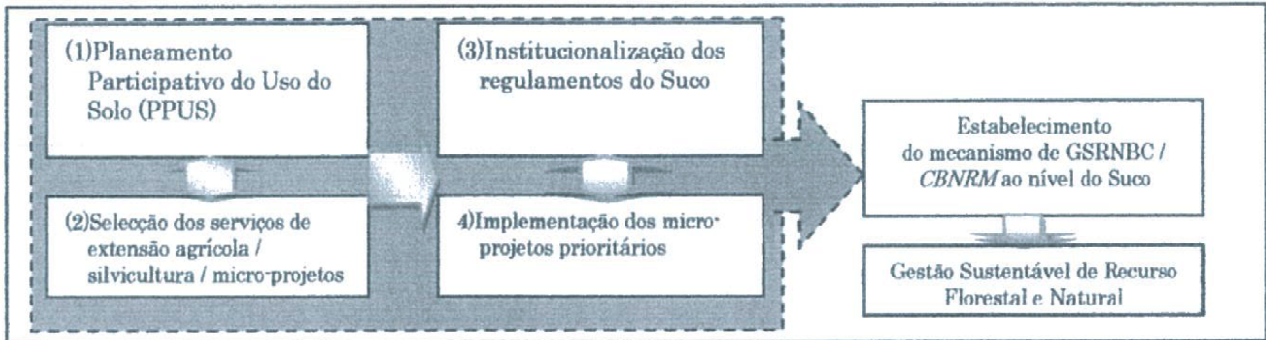 (1)Planeamento
Participativo do Uso do
Solo (PPUS)
(2)Selecção dos serviços de
extensão agrícola /
silvicultura / micro-projetos
(3)Institucionalização dos
regulamentos do Suco
4)Implementação dos micro-
projetos prioritários
Estabelecimento
do mecanismo de GSRNBC /
CBNRM ao nível do Suco
Gestão Sustentável de Recurso
Florestal e Natural